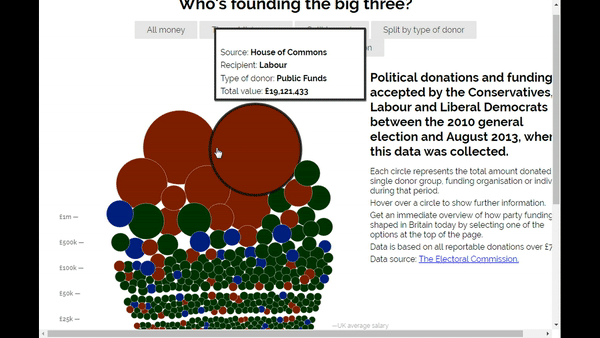 Who's founding the big three?
All money
Split by type of donor
Source: House of Commons
Recipient: Labour
Type of donor: Public Funds
Total value: £19,121,433
Political donations and funding
accepted by the Conservatives,
Labour and Liberal Democrats
between the 2010 general
election and August 2013, when
this data was collected.
Each circle represents the total amount donated
single donor group, funding organisation or
during that period.
Hover over a circle to show further information.
Get an immediate overview of how party funding
shaped in Britain today by selecting one of the
options at the top of the page.
Data is based on all reportable donations over
Data source: The Electoral Commission.
£1m —
£500k —
£100k —
£50k —
£25k —
—UK average salary